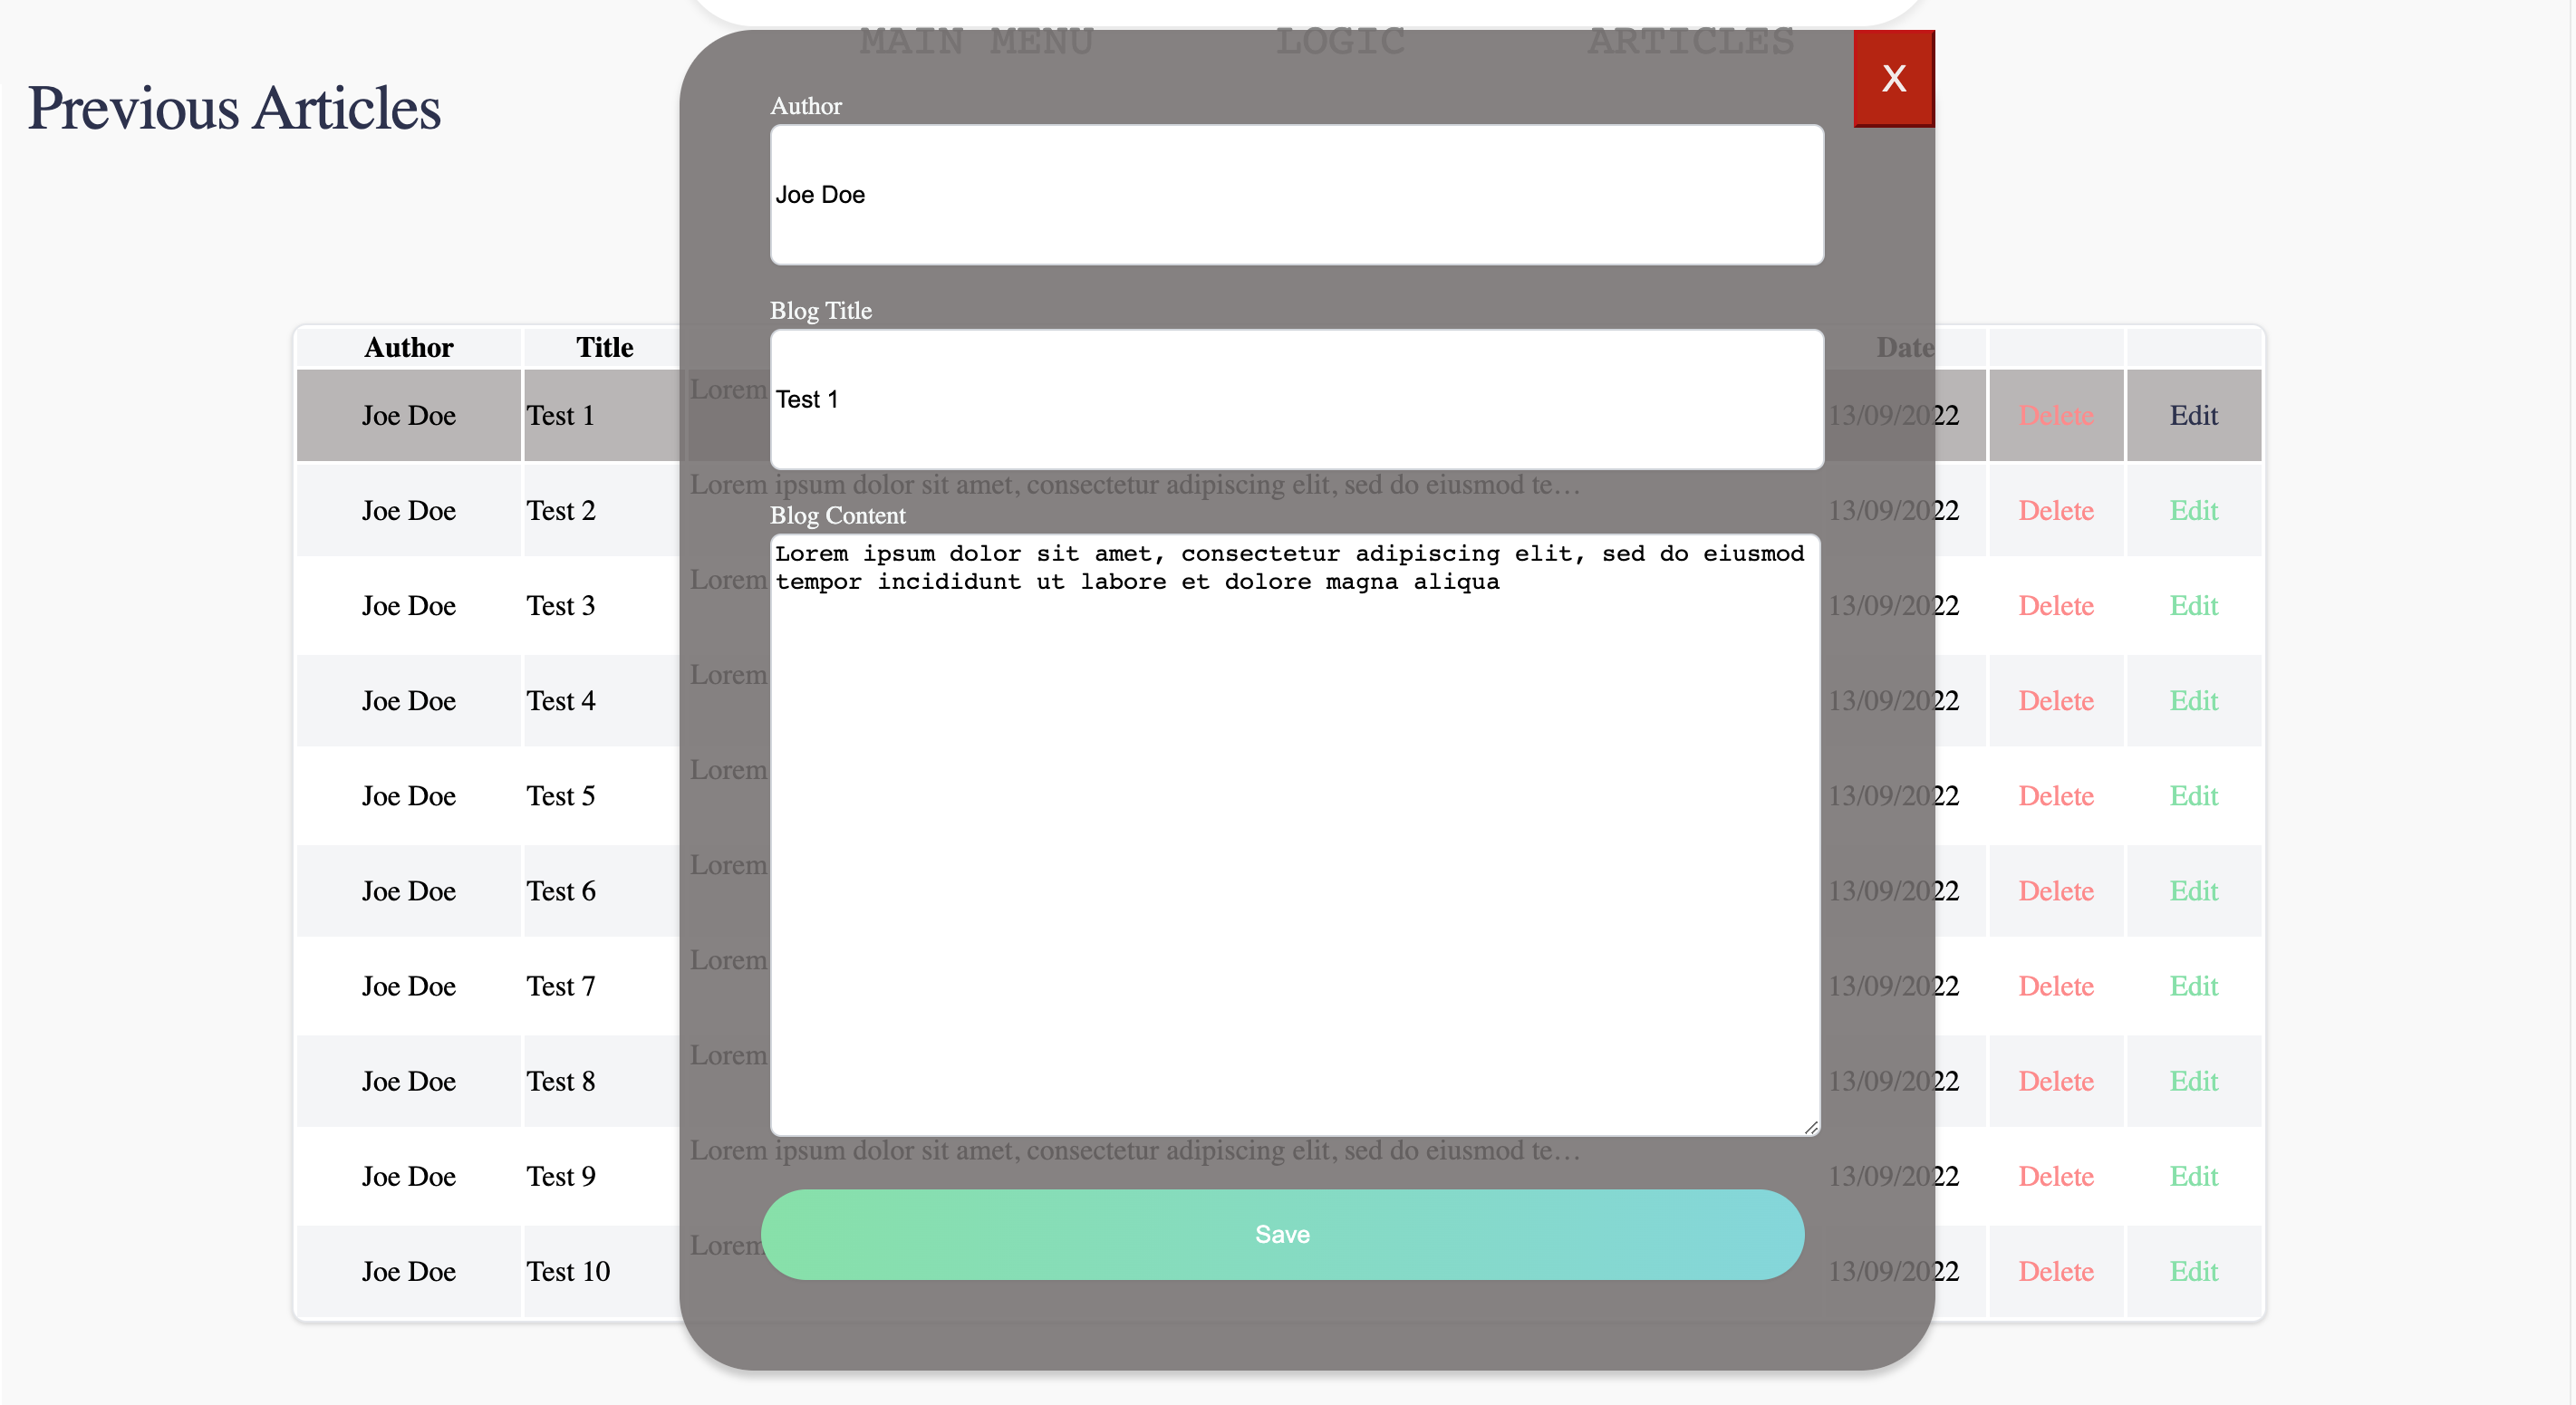 MAIN MENU LOGIC ARTICLES
X
Previous Articles
Author
Joe Doe
Blog Title
Test 1
Blog Content
Lorem ipsum dolor sit amet, consectetur adipiscing elit, sed do eiusmod
tempor incididunt ut labore et dolore magna aliqua
Save
Author Title Date
Joe Doe Test 1 Lorem 13/09/2022 Delete Edit
Joe Doe Test 2 Lorem ipsum dolor sit amet, consectetur adipiscing elit, sed do eiusmod te… 13/09/2022 Delete Edit
Joe Doe Test 3 Lorem 13/09/2022 Delete Edit
Joe Doe Test 4 Lorem 13/09/2022 Delete Edit
Joe Doe Test 5 Lorem 13/09/2022 Delete Edit
Joe Doe Test 6 Lorem 13/09/2022 Delete Edit
Joe Doe Test 7 Lorem 13/09/2022 Delete Edit
Joe Doe Test 8 Lorem 13/09/2022 Delete Edit
Joe Doe Test 9 Lorem ipsum dolor sit amet, consectetur adipiscing elit, sed do eiusmod te… 13/09/2022 Delete Edit
Joe Doe Test 10 Lorem 13/09/2022 Delete Edit